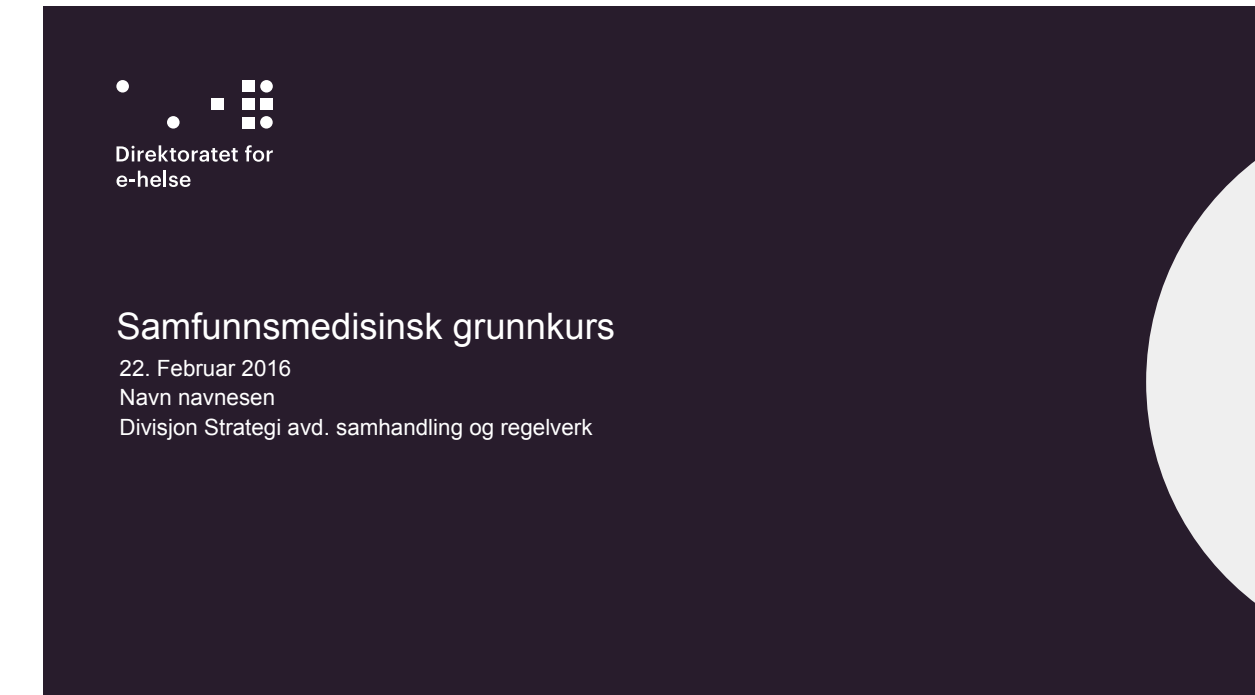 Direktoratet for
e-helse
Samfunnsmedisinsk grunnkurs
22. Februar 2016
Navn navnesen
Divisjon Strategi avd. samhandling og regelverk